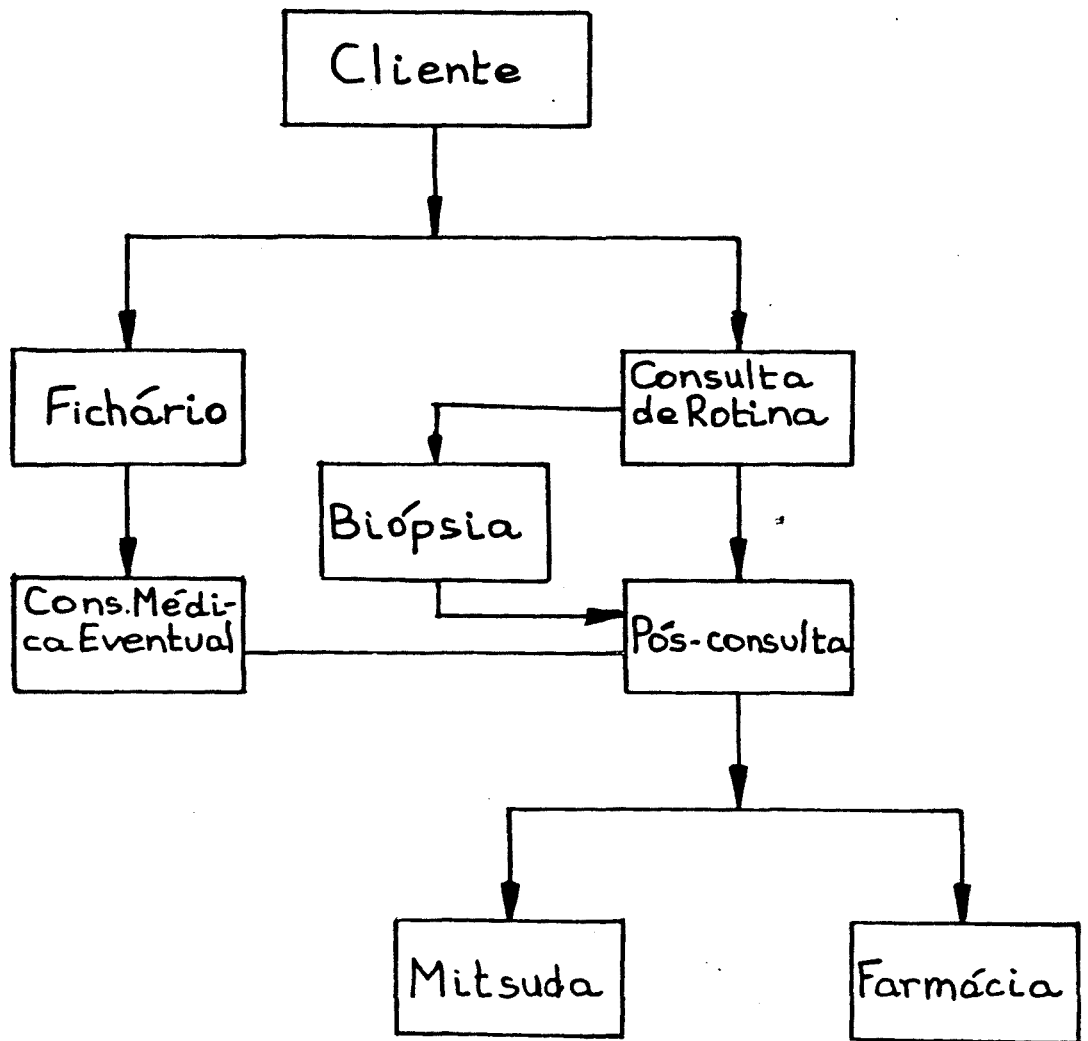 Cliente
Fichário
Consulta
de Rotina
Biópsia
Cons. Médi-
ca Eventual
Pós-consulta
Mitsuda
Farmácia